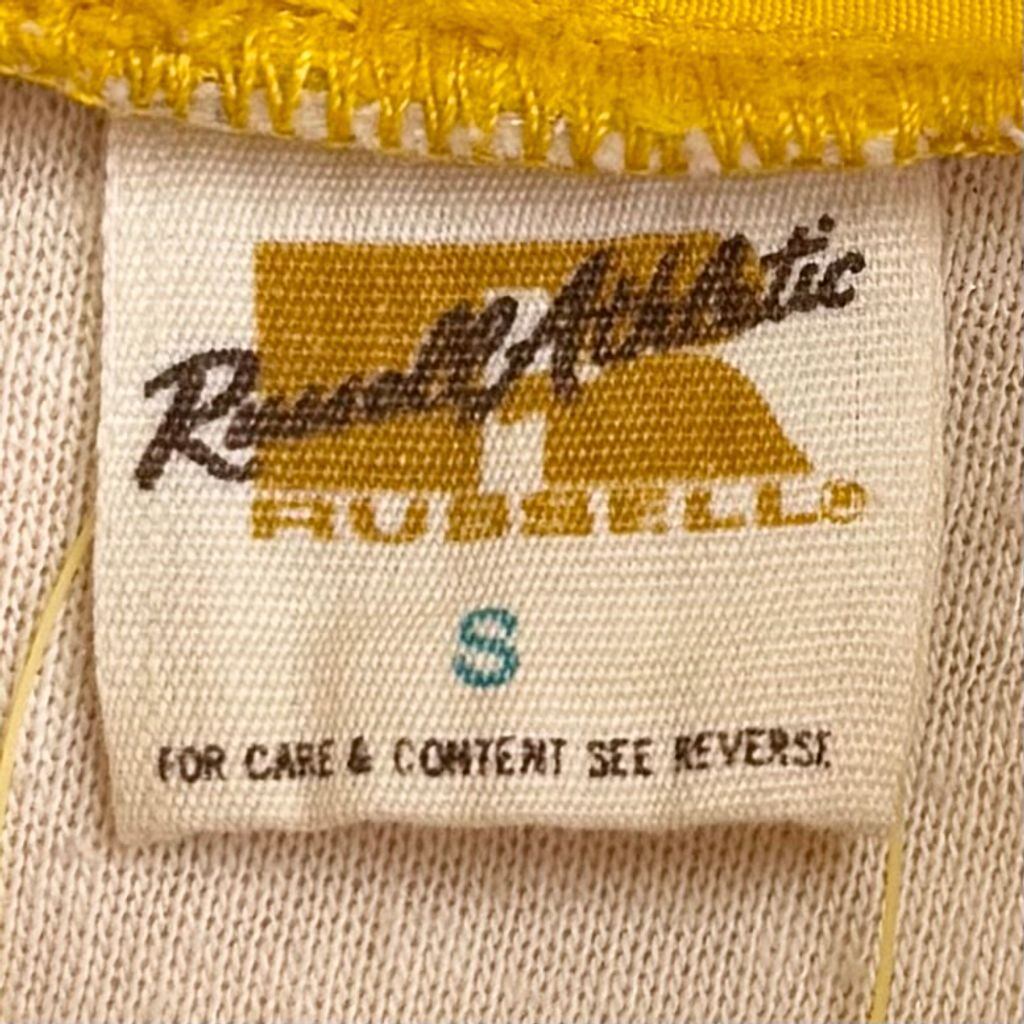 Russell Athletic
RUSSELL®
S
FOR CARE & CONTENT SEE REVERSE